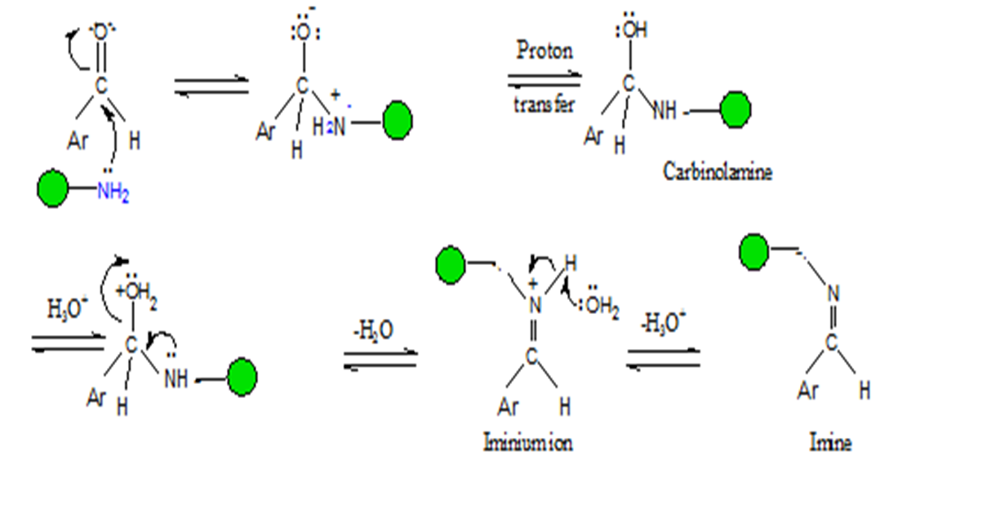 :O:
C
Ar H
NH₂
:O:⁻
C
+
Ar H₂N
H
Proton
transfer
:OH
C
NH
Ar H
Carbinolamine
H₃O⁺
+OH₂
C
NH
Ar H
-H₂O
H
+
N :OH₂
C
Ar H
Iminium ion
-H₃O⁺
N
C
Ar H
Imine